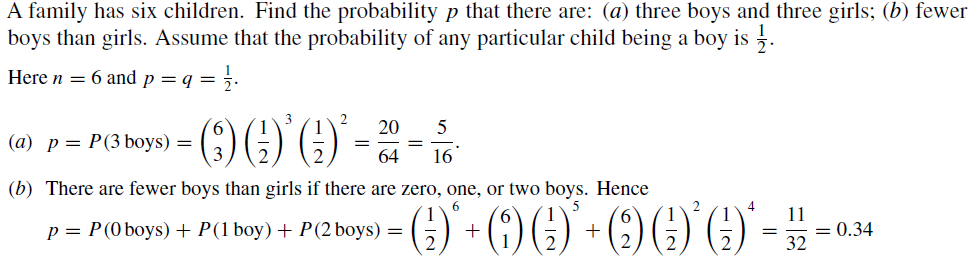 A family has six children. Find the probability p that there are: (a) three boys and three girls; (b) fewer
boys than girls. Assume that the probability of any particular child being a boy is 1/2.
Here n = 6 and p = q = 1/2.
(a) p = P(3 boys) = (6 3) (1/2)^3 (1/2)^2 = 20/64 = 5/16.
(b) There are fewer boys than girls if there are zero, one, or two boys. Hence
p = P(0 boys) + P(1 boy) + P(2 boys) = (1/2)^6 + (6 1) (1/2)^5 + (6 2) (1/2)^2 (1/2)^4 = 11/32 = 0.34